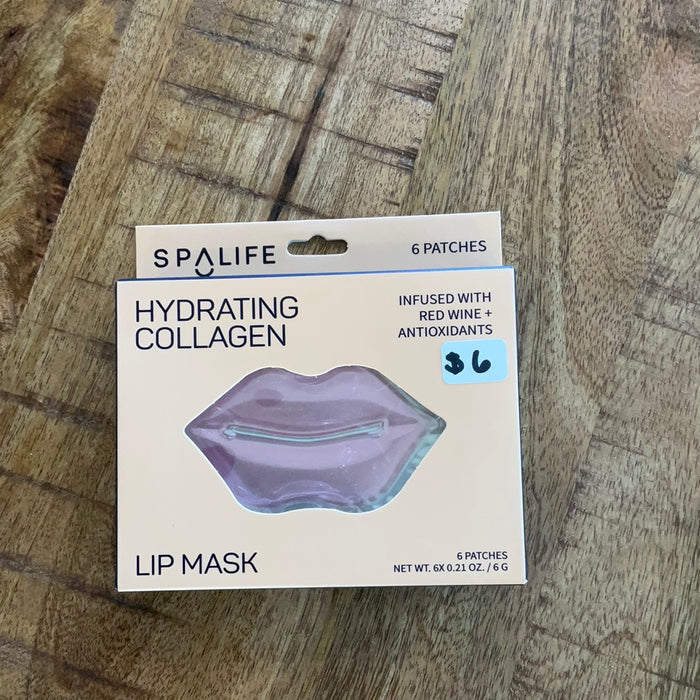 SPALIFE
6 PATCHES
HYDRATING
COLLAGEN
INFUSED WITH
RED WINE +
ANTIOXIDANTS
$6
LIP MASK
6 PATCHES
NET WT. 6X 0.21 OZ. / 6 G